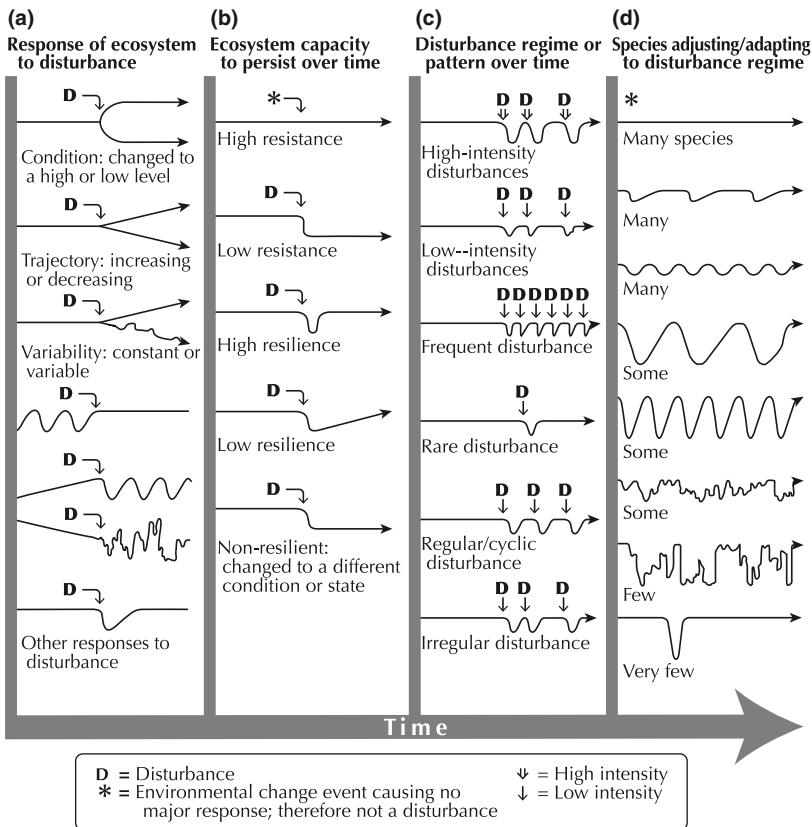 (a)
Response of ecosystem
to disturbance
D
Condition: changed to
a high or low level
D
Trajectory: increasing
or decreasing
D
Variability: constant or
variable
D
D
D
D
Other responses to
disturbance
(b)
Ecosystem capacity
to persist over time
*
High resistance
D
Low resistance
D
High resilience
D
Low resilience
D
Non-resilient:
changed to a different
condition or state
(c)
Disturbance regime or
pattern over time
D D D
High-intensity
disturbances
D D D
Low--intensity
disturbances
D D D D D D
Frequent disturbance
D
Rare disturbance
D D D
Regular/cyclic
disturbance
D D D
Irregular disturbance
(d)
Species adjusting/adapting
to disturbance regime
*
Many species
Many
Many
Some
Some
Some
Few
Very few
Time
D = Disturbance
* = Environmental change event causing no
major response; therefore not a disturbance
⇓ = High intensity
↓ = Low intensity